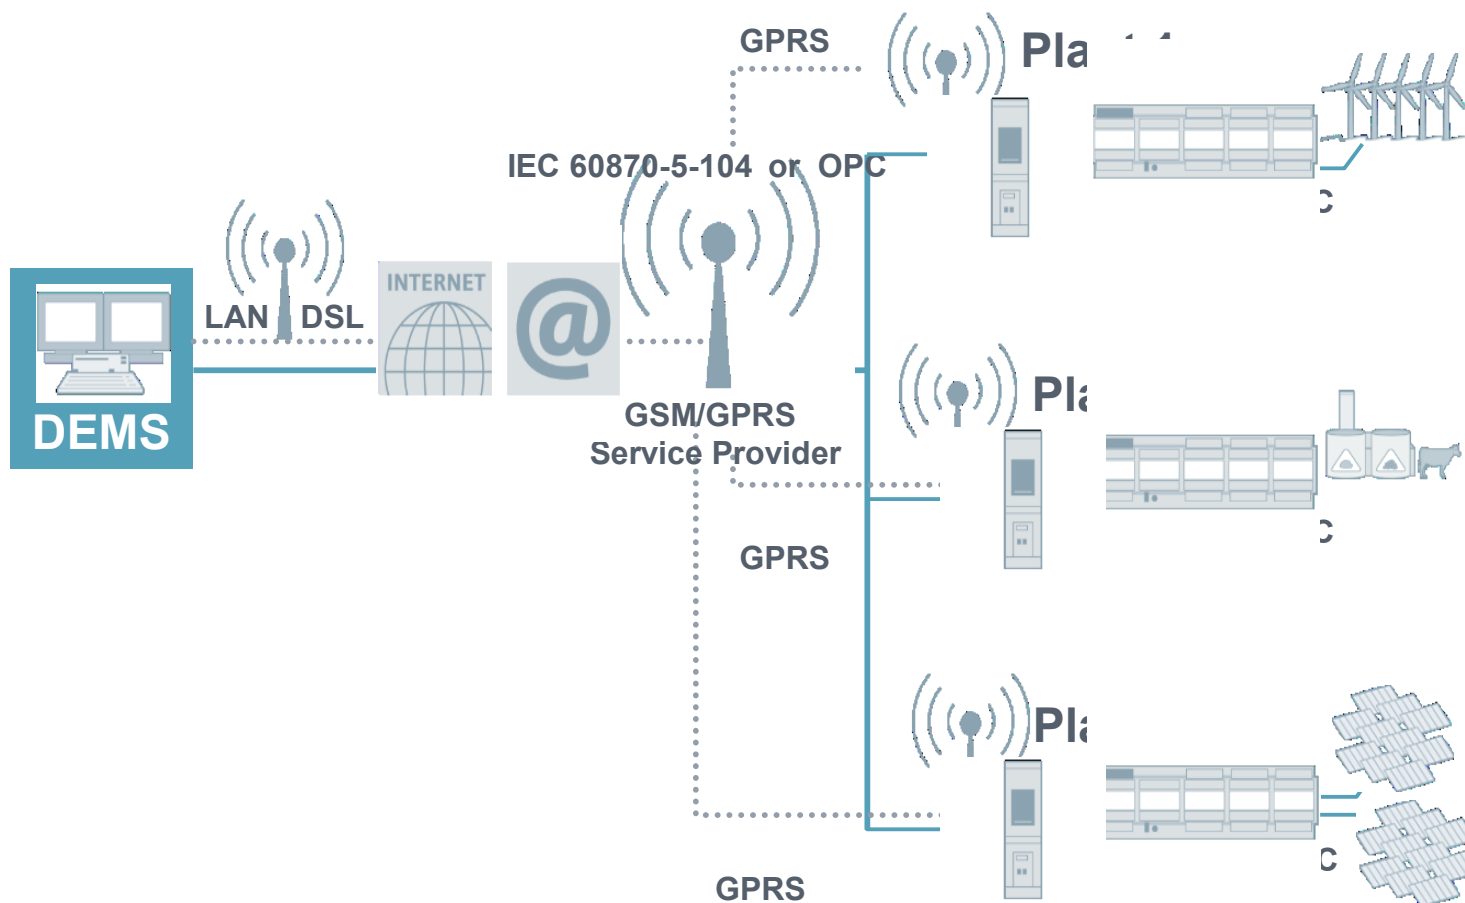 GPRS
IEC 60870-5-104 or OPC
LAN DSL
INTERNET
@
DEMS
GSM/GPRS
Service Provider
GPRS
GPRS